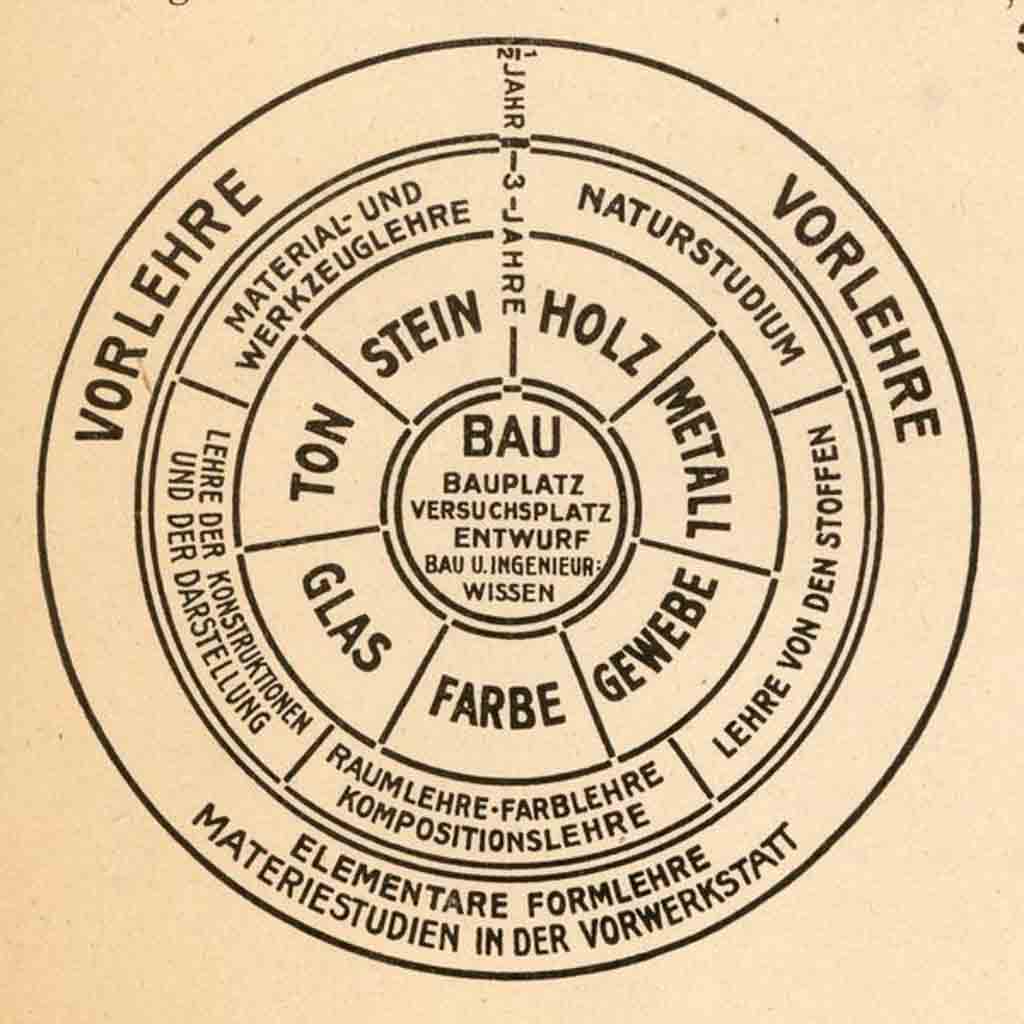 1/2 JAHR
3-JAHRE
VORLEHRE
VORLEHRE
ELEMENTARE FORMLEHRE
MATERIESTUDIEN IN DER VORWERKSTATT
MATERIAL- UND
WERKZEUGLEHRE
NATURSTUDIUM
LEHRE VON DEN STOFFEN
RAUMLEHRE·FARBLEHRE
KOMPOSITIONSLEHRE
LEHRE DER KONSTRUKTIONEN
UND DER DARSTELLUNG
STEIN
HOLZ
METALL
GEWEBE
FARBE
GLAS
TON
BAU
BAUPLATZ
VERSUCHSPLATZ
ENTWURF
BAU U. INGENIEUR:
WISSEN